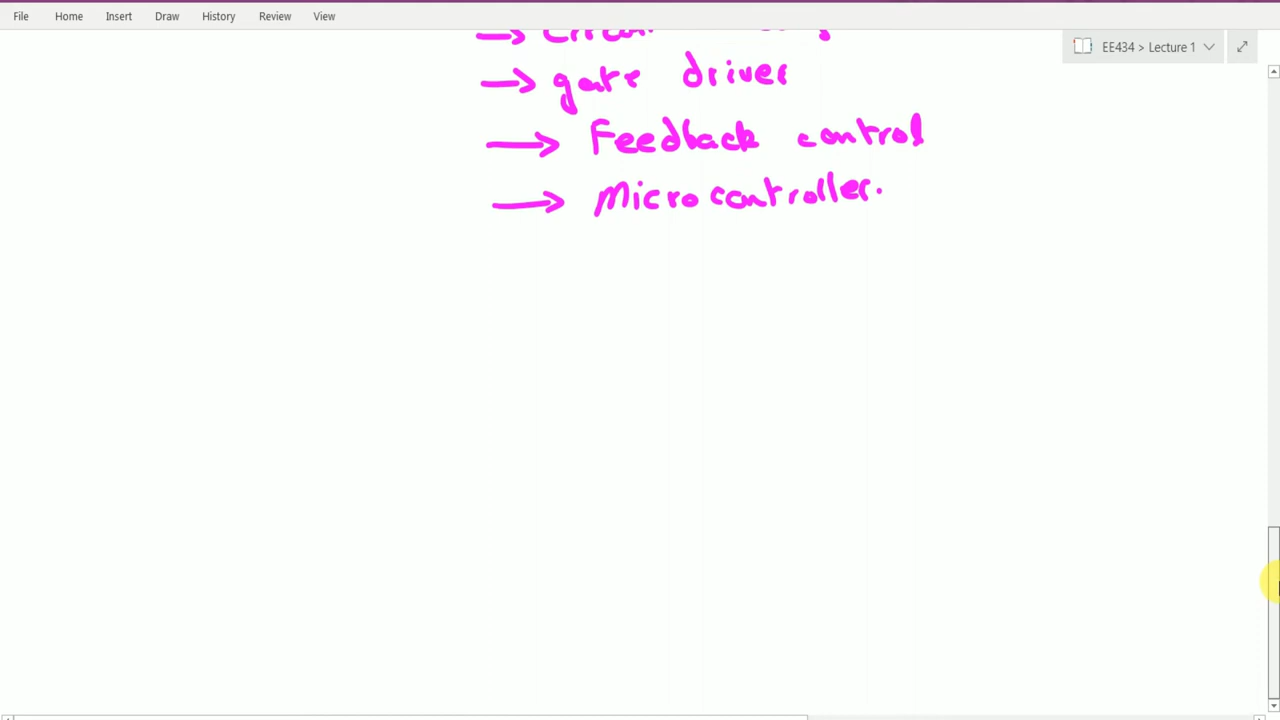 File Home Insert Draw History Review View
EE434 > Lecture 1
→ gate driver
→ Feedback control
→ Microcontroller.